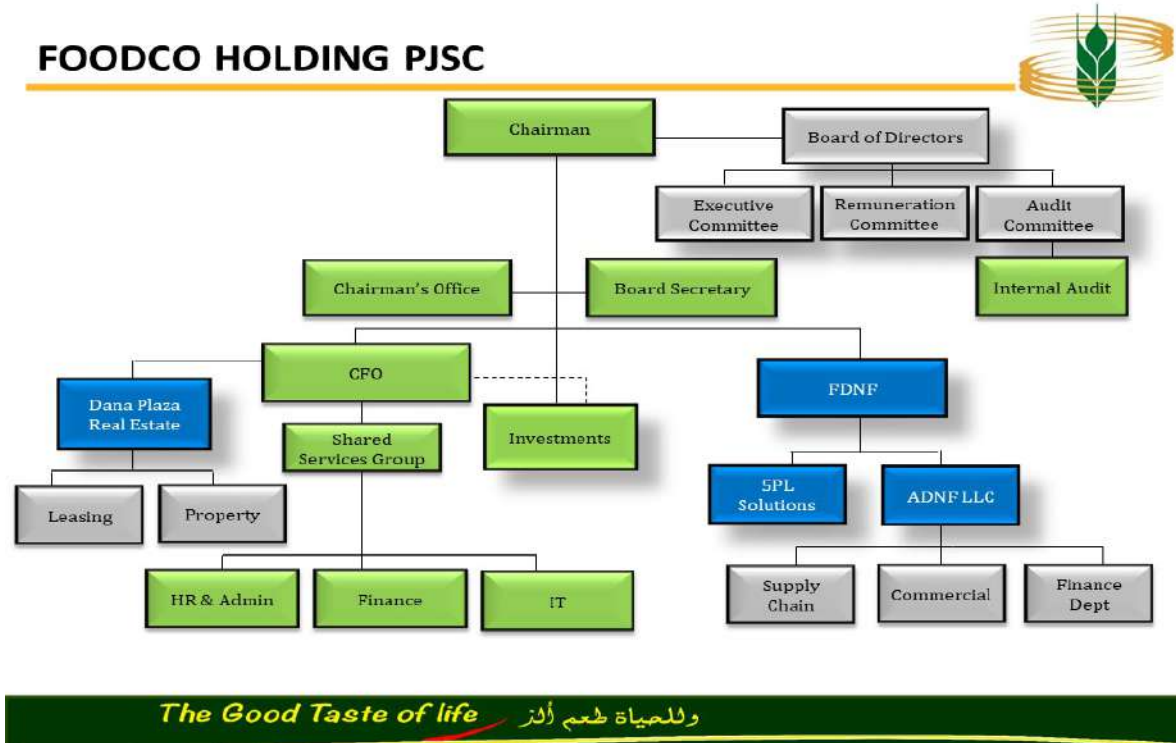 FOODCO HOLDING PJSC
Chairman
Board of Directors
Executive
Committee
Remuneration
Committee
Audit
Committee
Chairman's Office
Board Secretary
Internal Audit
CFO
FDNF
Dana Plaza
Real Estate
Shared
Services Group
Investments
5PL
Solutions
ADNF LLC
Leasing
Property
HR & Admin
Finance
IT
Supply
Chain
Commercial
Finance
Dept
The Good Taste of life وللحياة طعم ألذ